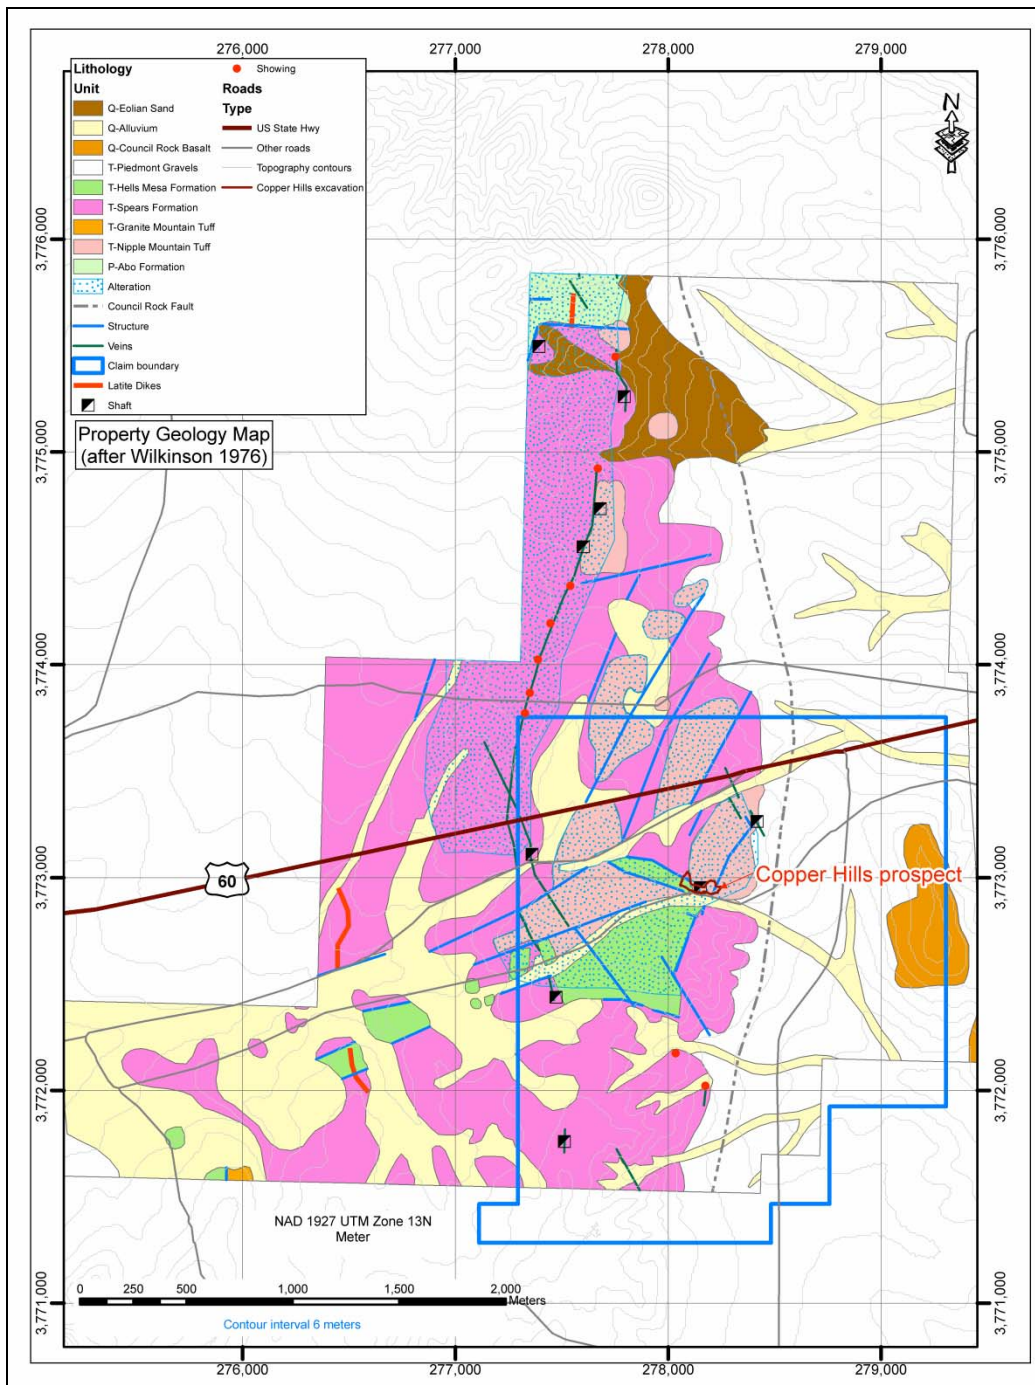 276,000
277,000
278,000
279,000
Lithology
Unit
Q-Eolian Sand
Q-Alluvium
Q-Council Rock Basalt
T-Piedmont Gravels
T-Hells Mesa Formation
T-Spears Formation
T-Granite Mountain Tuff
T-Nipple Mountain Tuff
P-Abo Formation
Alteration
Council Rock Fault
Structure
Veins
Claim boundary
Latite Dikes
Shaft
Showing
Roads
Type
US State Hwy
Other roads
Topography contours
Copper Hills excavation
N
Property Geology Map
(after Wilkinson 1976)
3,776,000
3,776,000
3,775,000
3,775,000
3,774,000
3,774,000
3,773,000
3,773,000
60
Copper Hills prospect
3,772,000
3,772,000
NAD 1927 UTM Zone 13N
Meter
0 250 500 1,000 1,500 2,000
Meters
Contour interval 6 meters
3,771,000
3,771,000
276,000
277,000
278,000
279,000